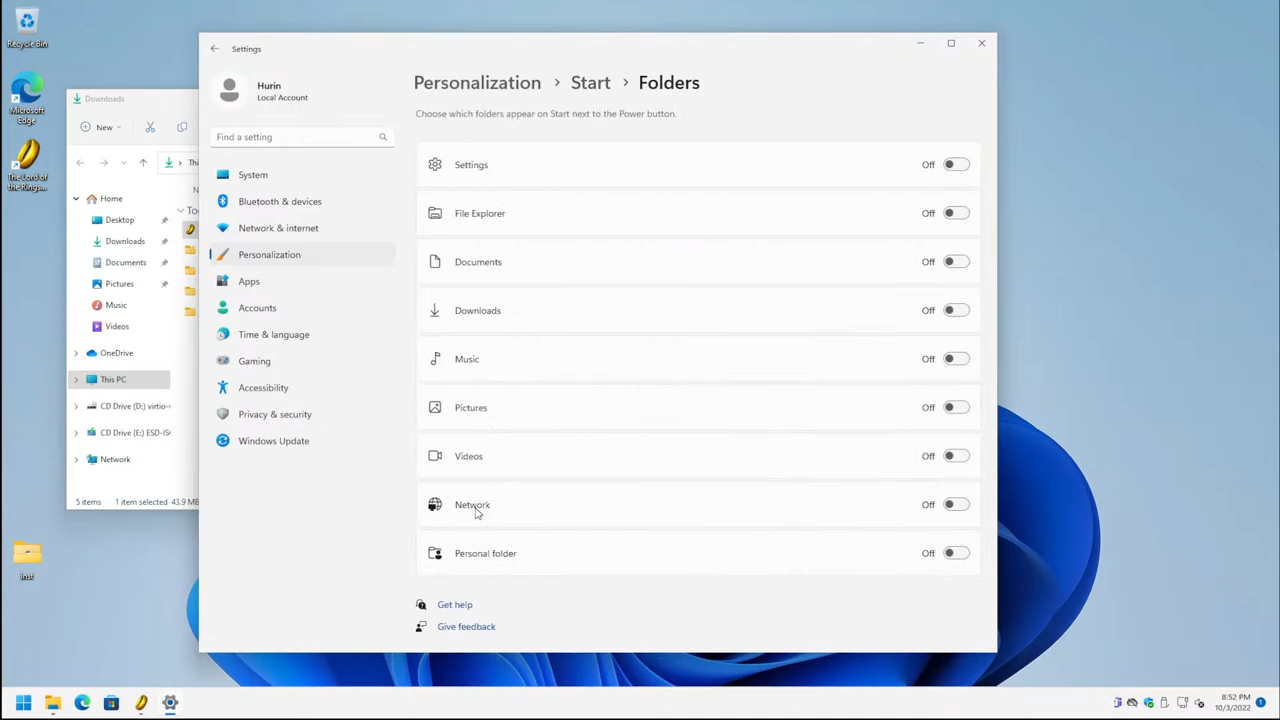 Recycle Bin
Microsoft
Edge
The Lord of
the Rings...
inst
Downloads
New
Home
Desktop
Downloads
Documents
Pictures
Music
Videos
OneDrive
This PC
CD Drive (D:) virtio-
CD Drive (E:) ESD-IS
Network
5 items 1 item selected 43.9 M
Settings
Hurin
Local Account
Find a setting
System
Bluetooth & devices
Network & internet
Personalization
Apps
Accounts
Time & language
Gaming
Accessibility
Privacy & security
Windows Update
Personalization > Start > Folders
Choose which folders appear on Start next to the Power button.
Settings Off
File Explorer Off
Documents Off
Downloads Off
Music Off
Pictures Off
Videos Off
Network Off
Personal folder Off
Get help
Give feedback
8:52 PM
10/3/2022
1